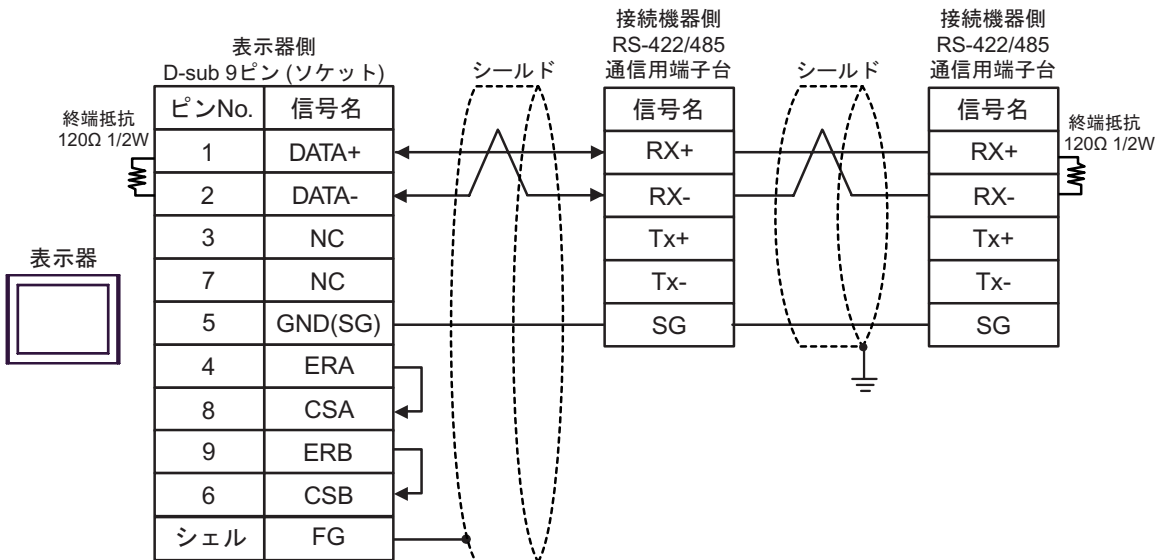 接続機器側
RS-422/485
通信用端子台
接続機器側
RS-422/485
通信用端子台
表示器側
D-sub 9ピン (ソケット)
シールド
シールド
終端抵抗
120Ω 1/2W
終端抵抗
120Ω 1/2W
表示器
ピンNo. 信号名
1 DATA+
2 DATA-
3 NC
7 NC
5 GND(SG)
4 ERA
8 CSA
9 ERB
6 CSB
シェル FG
信号名
RX+
RX-
Tx+
Tx-
SG
信号名
RX+
RX-
Tx+
Tx-
SG